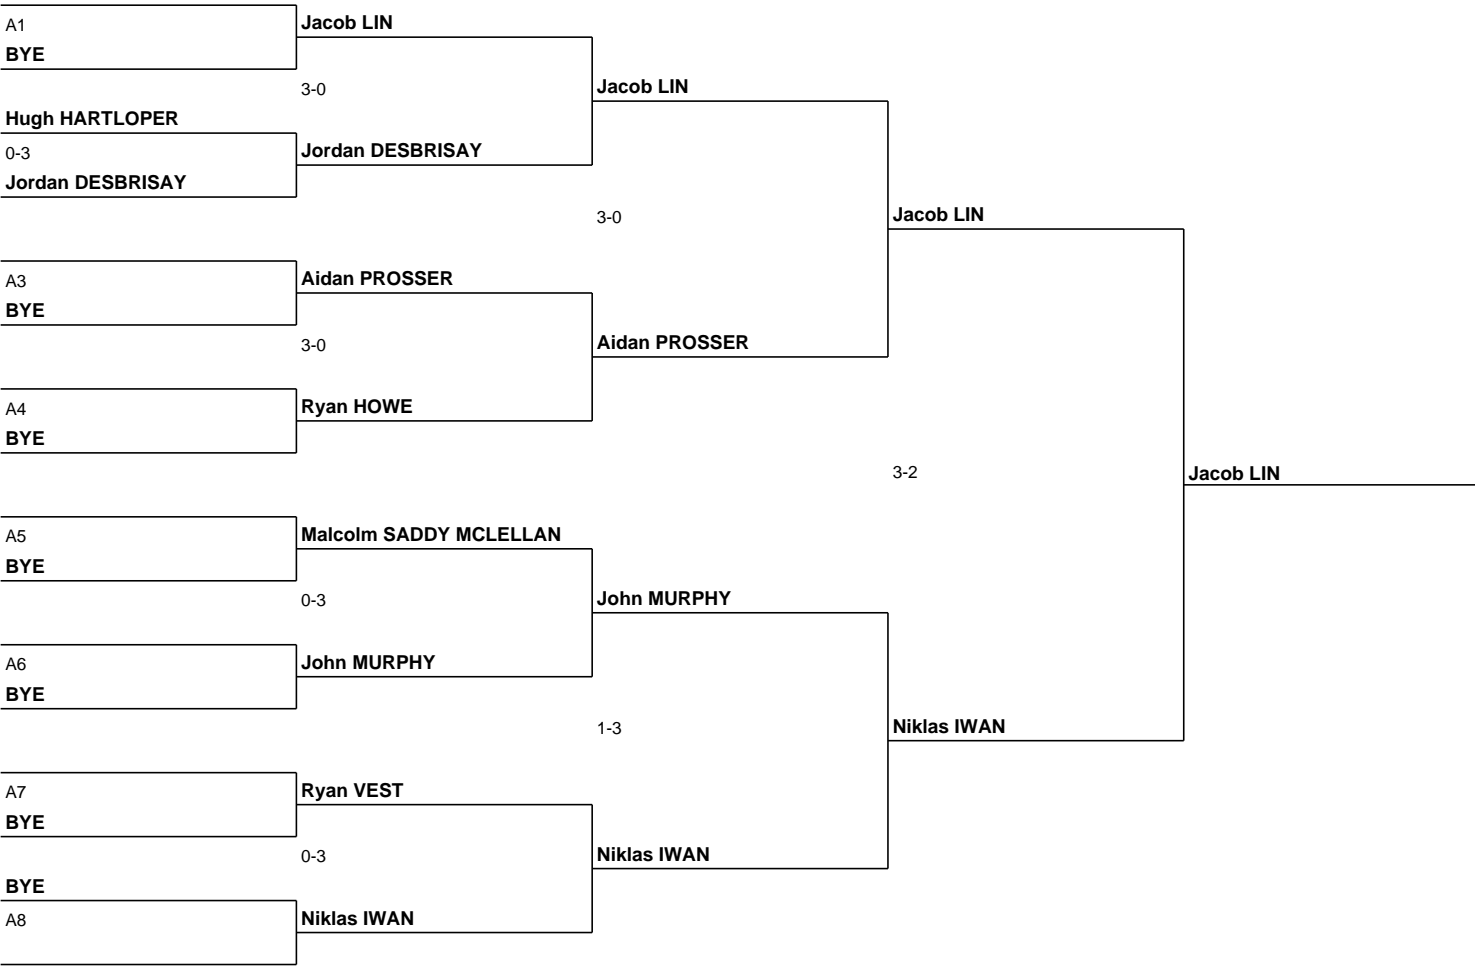 A1
BYE
Hugh HARTLOPER
0-3
Jordan DESBRISAY
A3
BYE
A4
BYE
A5
BYE
A6
BYE
A7
BYE
BYE
A8
Jacob LIN
3-0
Jordan DESBRISAY
Aidan PROSSER
3-0
Ryan HOWE
Malcolm SADDY MCLELLAN
0-3
John MURPHY
Ryan VEST
0-3
Niklas IWAN
Jacob LIN
3-0
Aidan PROSSER
John MURPHY
1-3
Niklas IWAN
Jacob LIN
3-2
Niklas IWAN
Jacob LIN